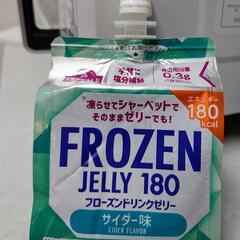 塩分補給
0.3g
凍らせてシャーベットで
そのままゼリーでも!
エネルギー
180
kcal
FROZEN
JELLY 180
フローズンドリンクゼリー
サイダー味
CIDER FLAVOR